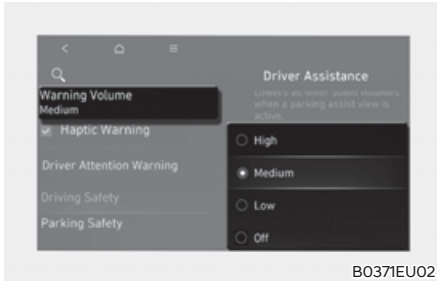 Driver Assistance
Warning Volume
Medium
Lowers all other audio volumes
when a parking assist view is
active.
Haptic Warning
High
Driver Attention Warning
Medium
Driving Safety
Low
Parking Safety
Off
B0371EU02